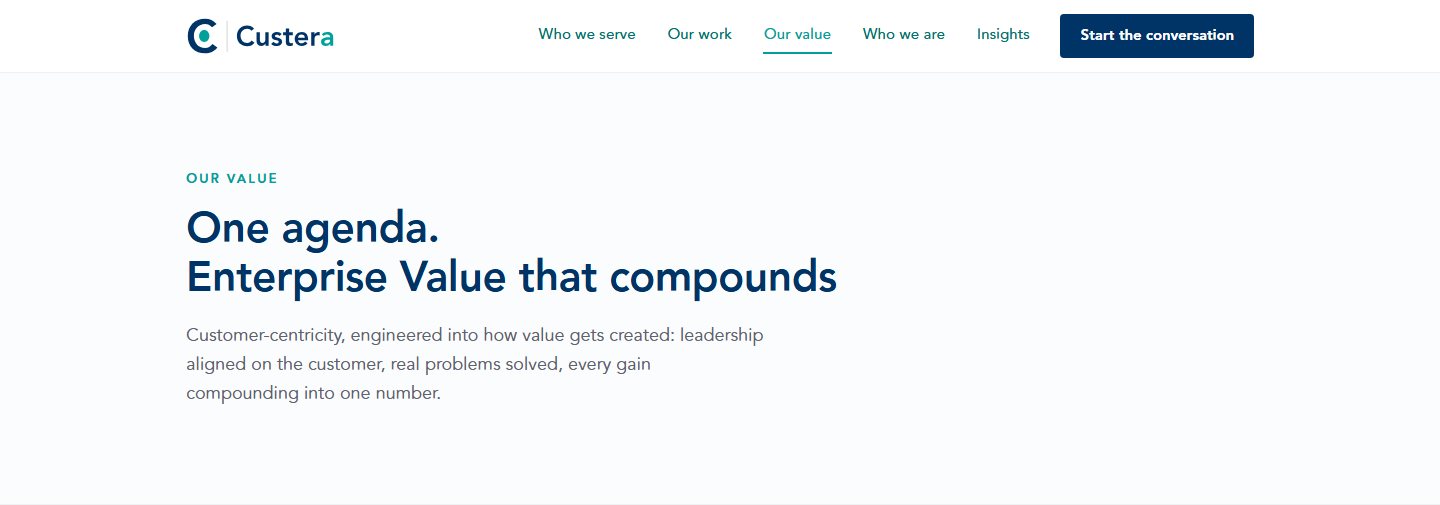 Custera
Who we serve
Our work
Our value
Who we are
Insights
Start the conversation
OUR VALUE
One agenda.
Enterprise Value that compounds
Customer-centricity, engineered into how value gets created: leadership
aligned on the customer, real problems solved, every gain
compounding into one number.